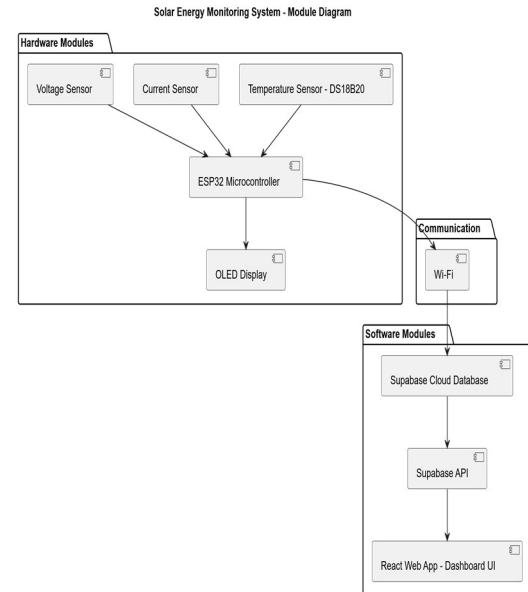 Solar Energy Monitoring System - Module Diagram
Hardware Modules
Voltage Sensor
Current Sensor
Temperature Sensor - DS18B20
ESP32 Microcontroller
OLED Display
Communication
Wi-Fi
Software Modules
Supabase Cloud Database
Supabase API
React Web App - Dashboard UI